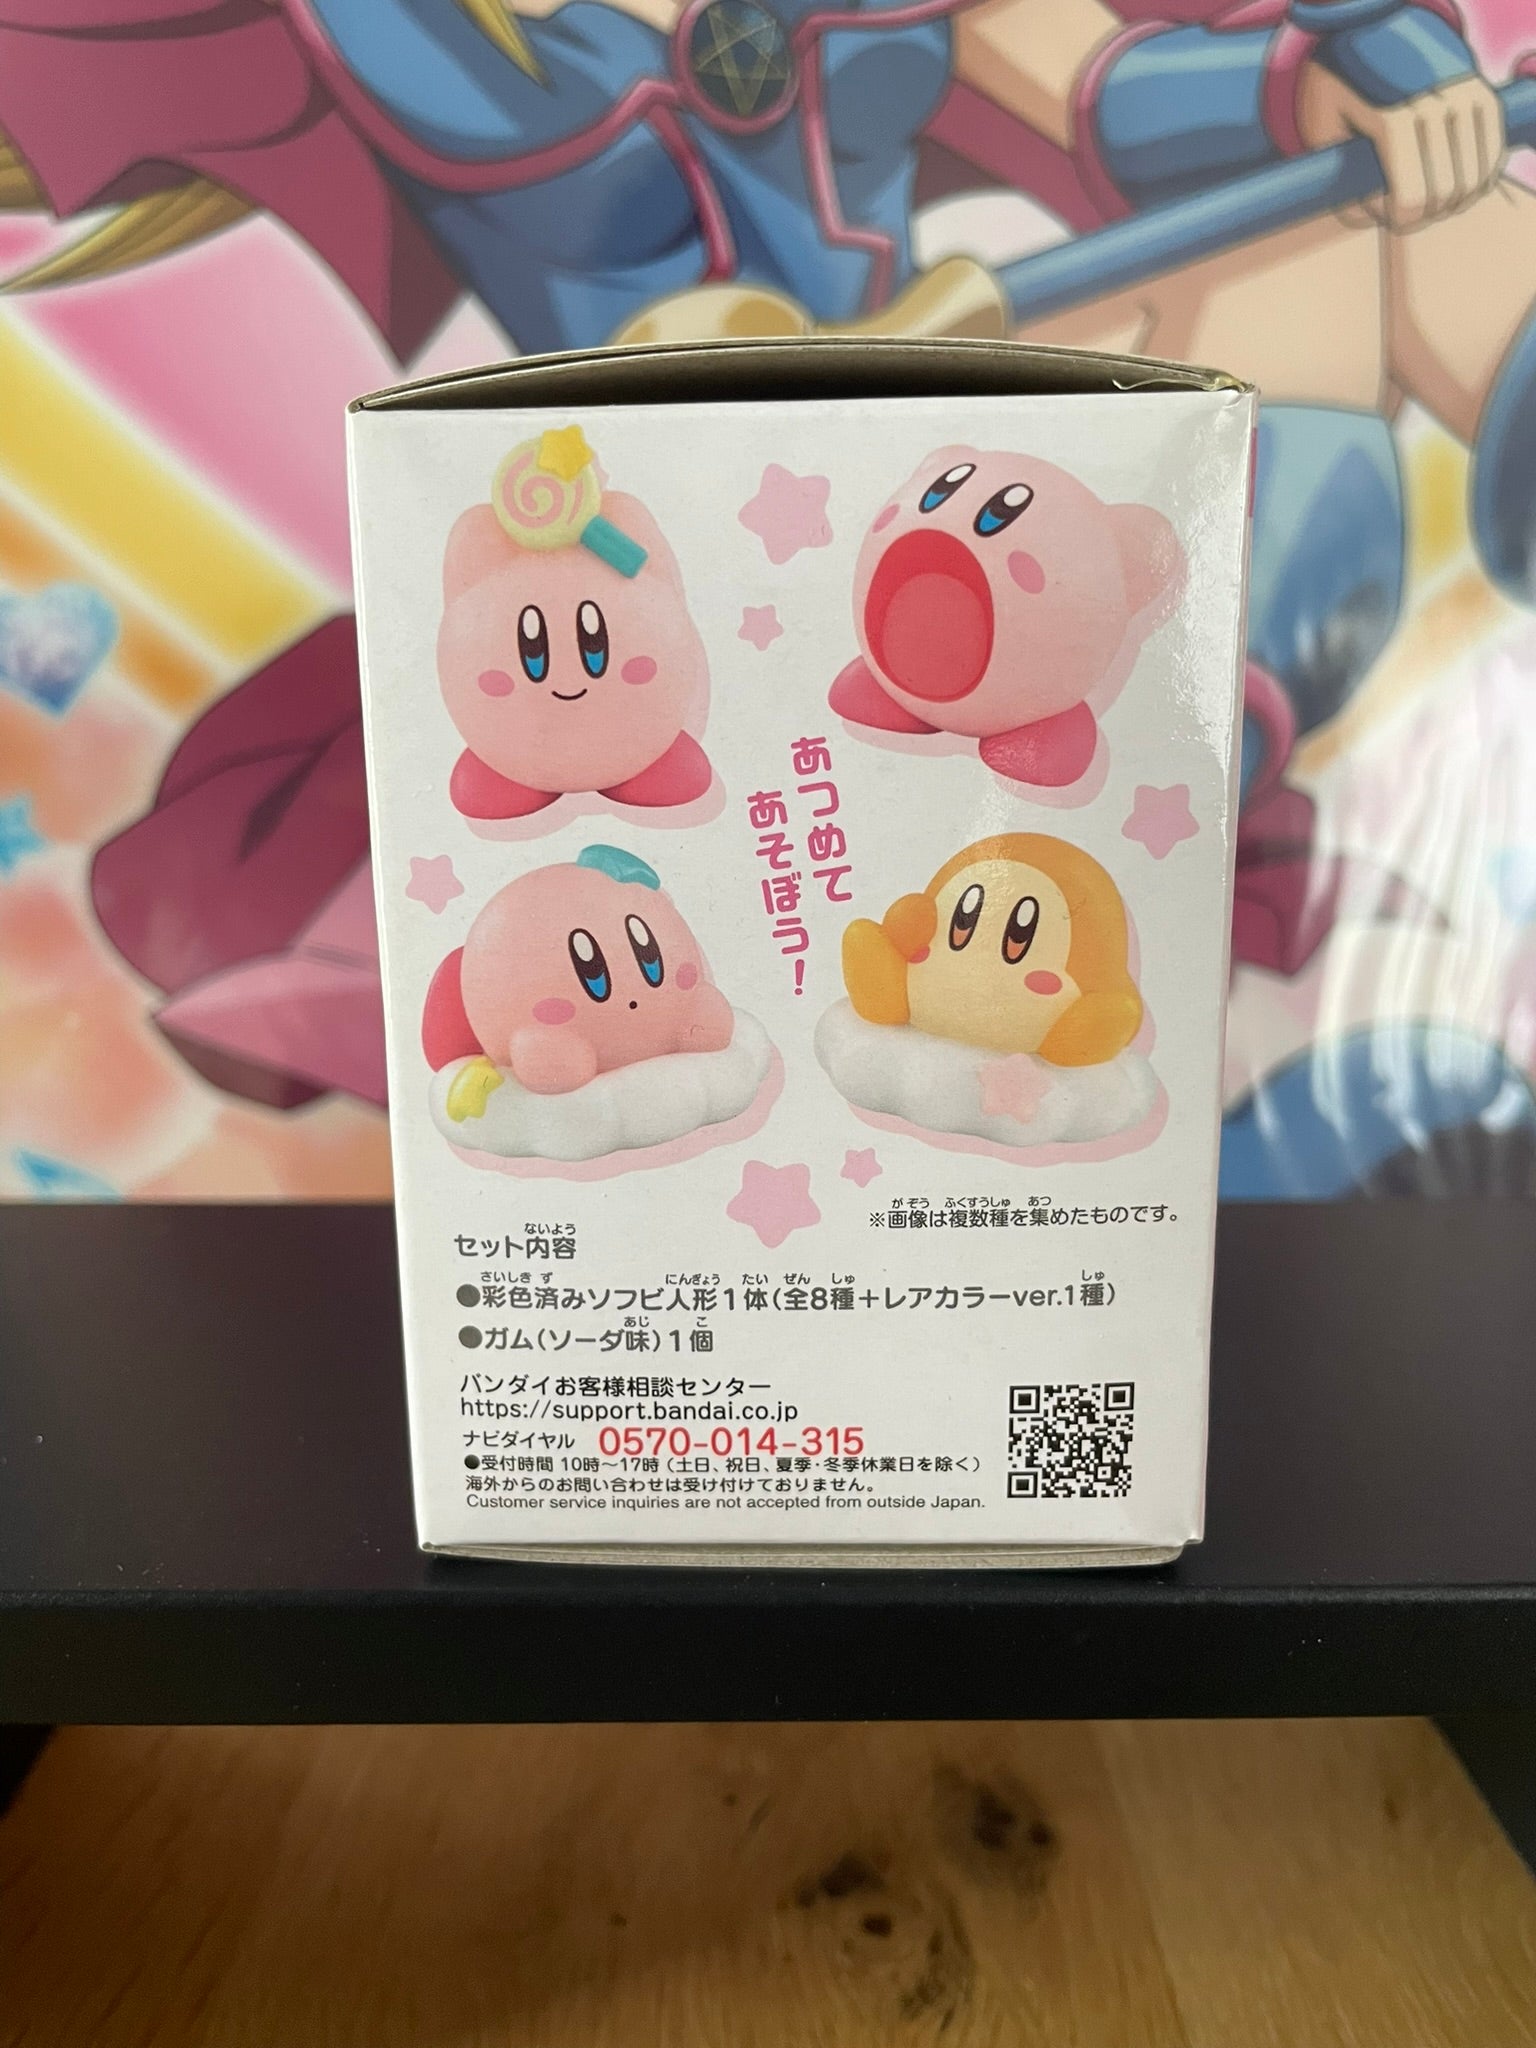 あつめて
あそぼう！
※画像は複数種を集めたものです。
セット内容
●彩色済みソフビ人形1体(全8種＋レアカラーver.1種)
●ガム(ソーダ味)1個
バンダイお客様相談センター
https://support.bandai.co.jp
ナビダイヤル 0570-014-315
●受付時間 10時～17時 (土日、祝日、夏季・冬季休業日を除く)
海外からのお問い合わせは受け付けておりません。
Customer service inquiries are not accepted from outside Japan.